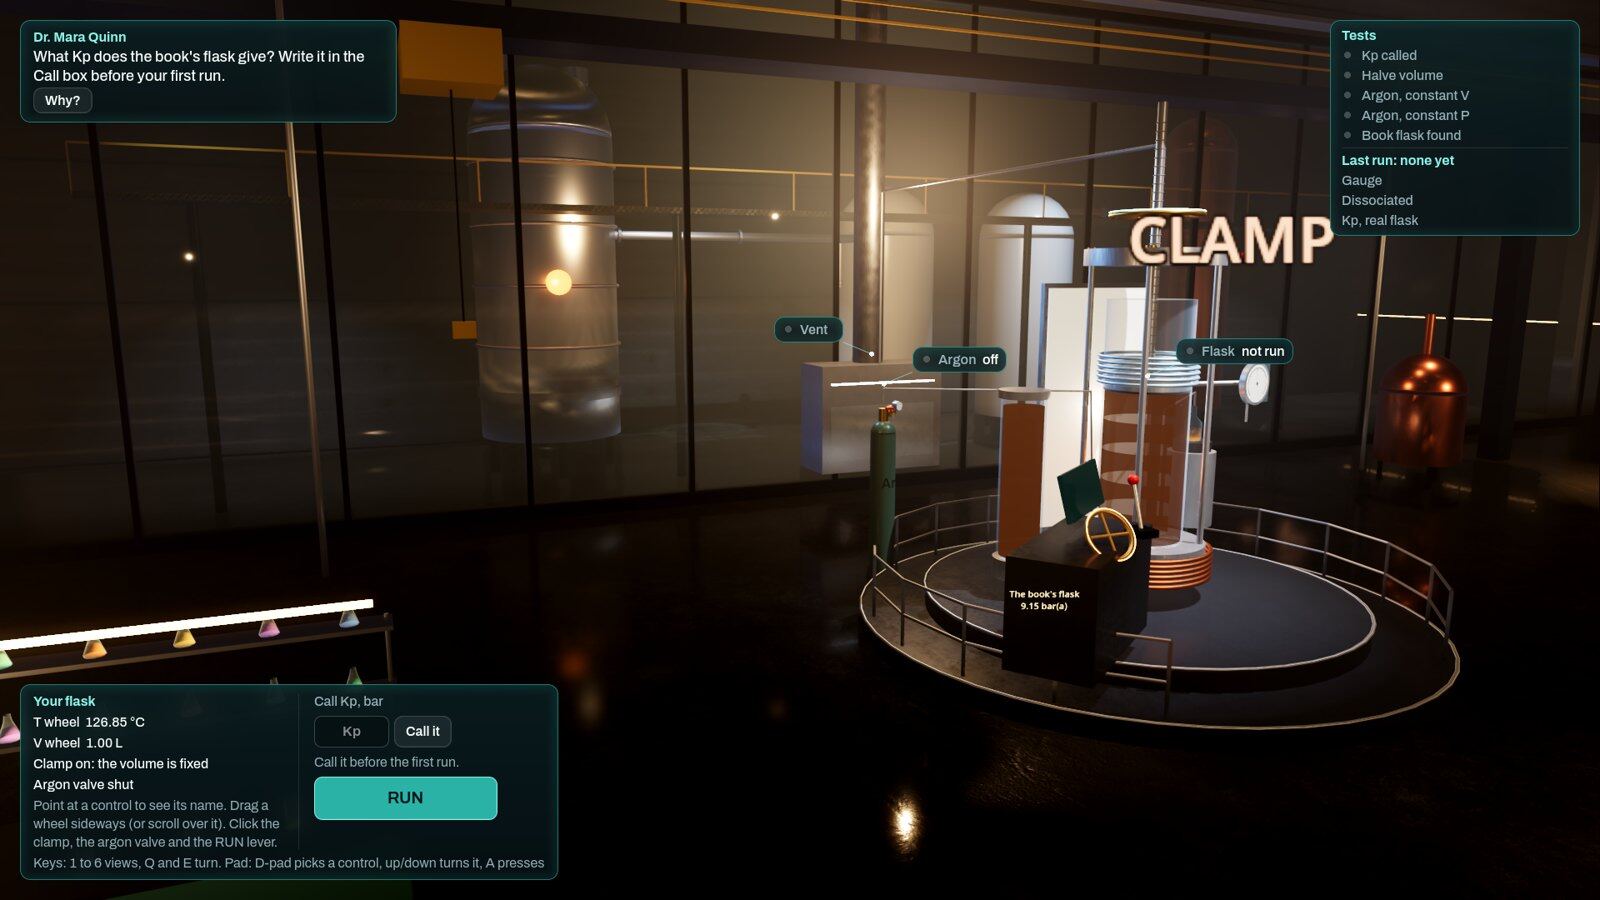 Dr. Mara Quinn
What Kp does the book's flask give? Write it in the
Call box before your first run.
Why?
Tests
Kp called
Halve volume
Argon, constant V
Argon, constant P
Book flask found
Last run: none yet
Gauge
Dissociated
Kp, real flask
CLAMP
Vent
Argon off
Flask not run
Ar
The book's flask
9.15 bar(a)
Your flask
T wheel 126.85 °C
V wheel 1.00 L
Clamp on: the volume is fixed
Argon valve shut
Point at a control to see its name. Drag a
wheel sideways (or scroll over it). Click the
clamp, the argon valve and the RUN lever.
Call Kp, bar
Kp
Call it
Call it before the first run.
RUN
Keys: 1 to 6 views, Q and E turn. Pad: D-pad picks a control, up/down turns it, A presses